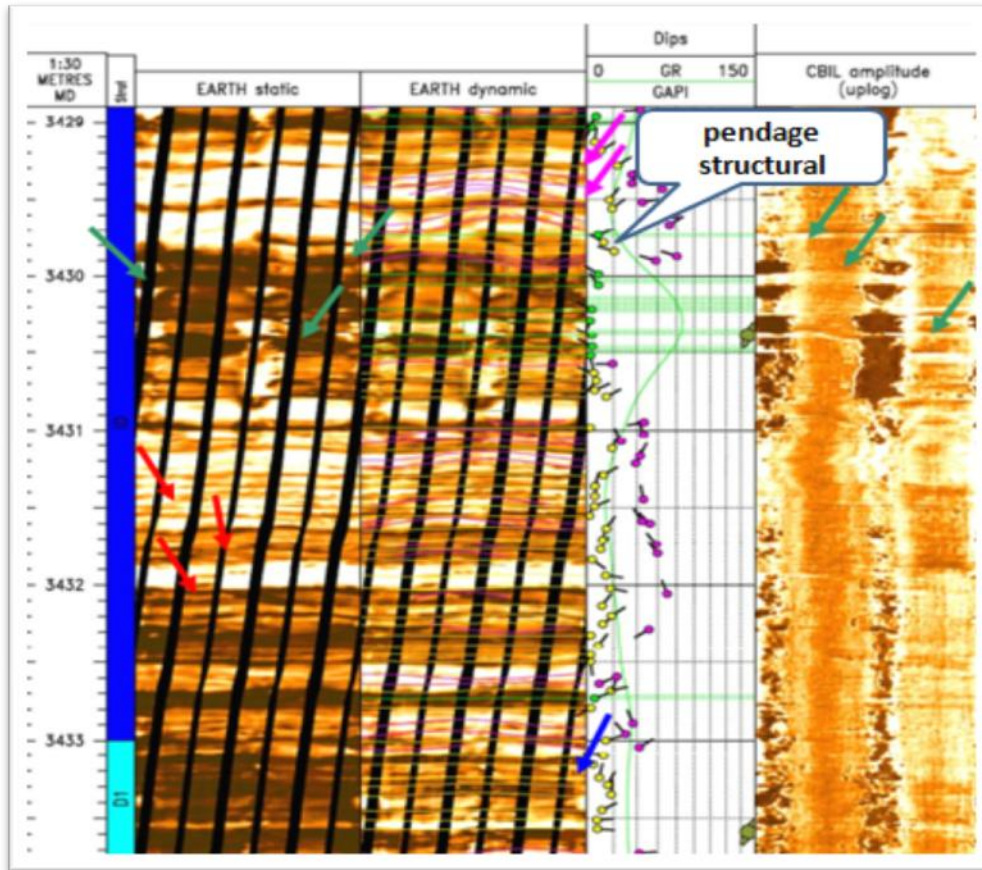 Dips
1:30
METRES
MD
Strat
EARTH static
EARTH dynamic
0 GR 150
GAPI
CBIL amplitude
(uplog)
pendage
structural
3429
3430
3431
3432
3433
D1